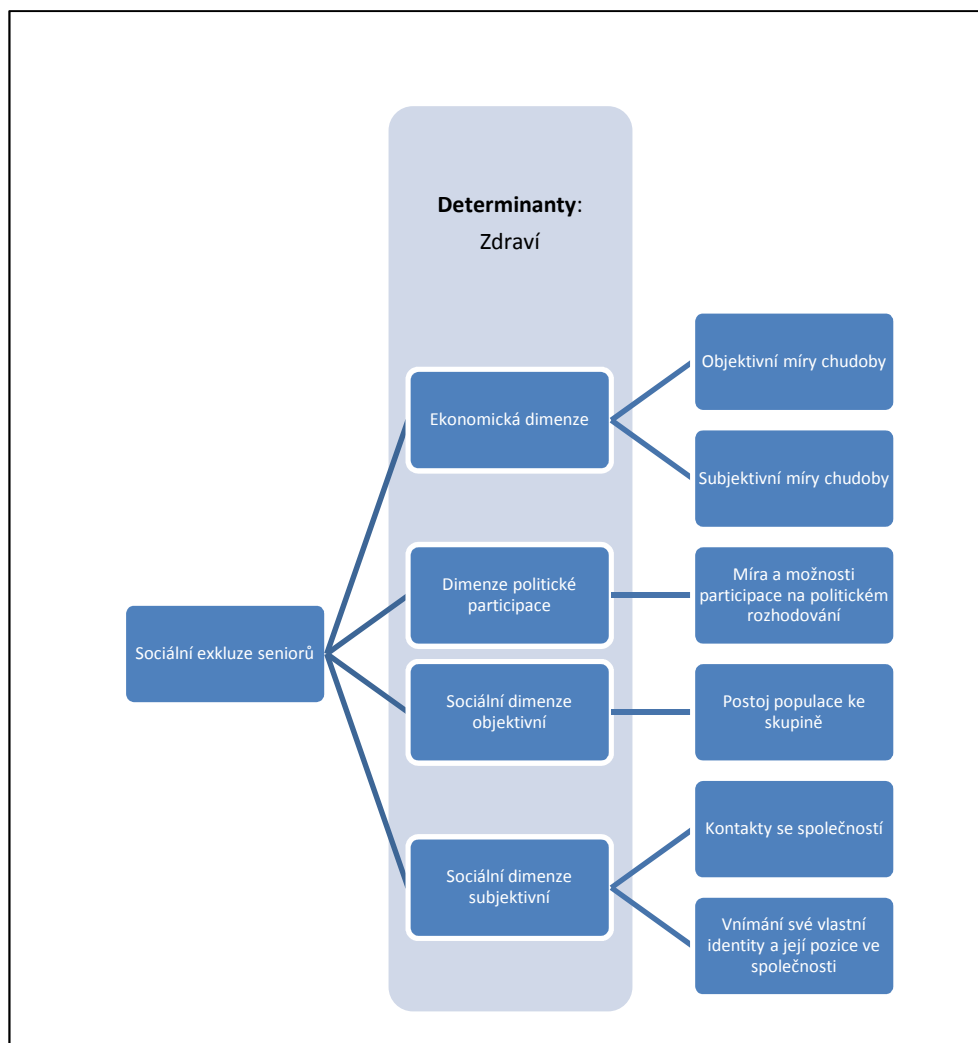 Determinanty:
Zdraví
Objektivní míry chudoby
Ekonomická dimenze
Subjektivní míry chudoby
Dimenze politické
participace
Míra a možnosti
participace na politickém
rozhodování
Sociální exkluze seniorů
Sociální dimenze
objektivní
Postoj populace ke
skupině
Kontakty se společností
Sociální dimenze
subjektivní
Vnímání své vlastní
identity a její pozice ve
společnosti